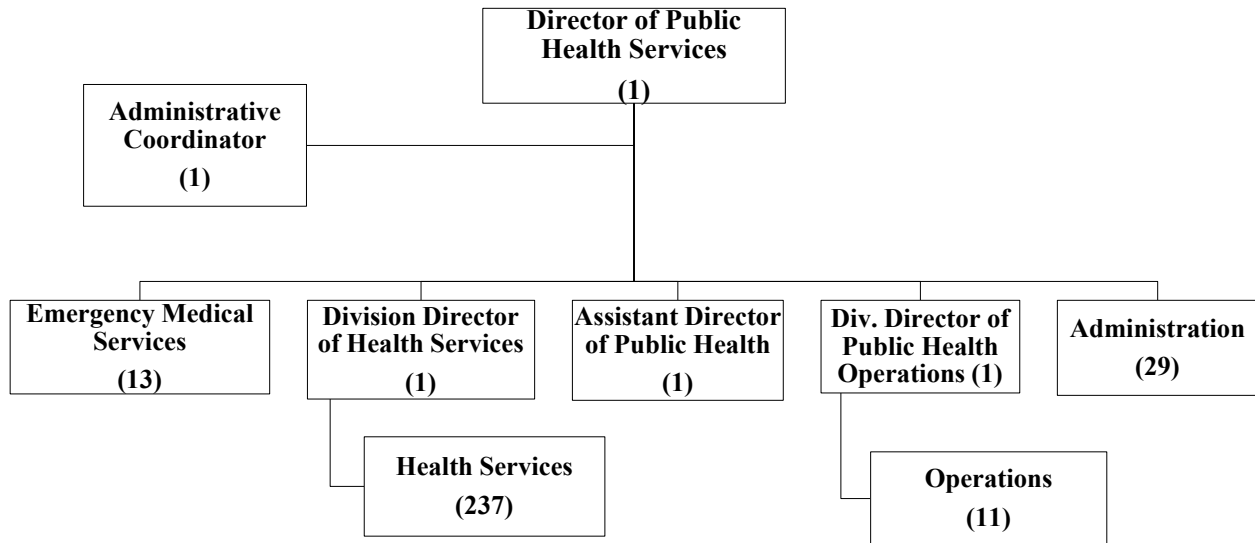 Director of Public
Health Services
(1)
Administrative
Coordinator
(1)
Emergency Medical
Services
(13)
Division Director
of Health Services
(1)
Assistant Director
of Public Health
(1)
Div. Director of
Public Health
Operations (1)
Administration
(29)
Health Services
(237)
Operations
(11)